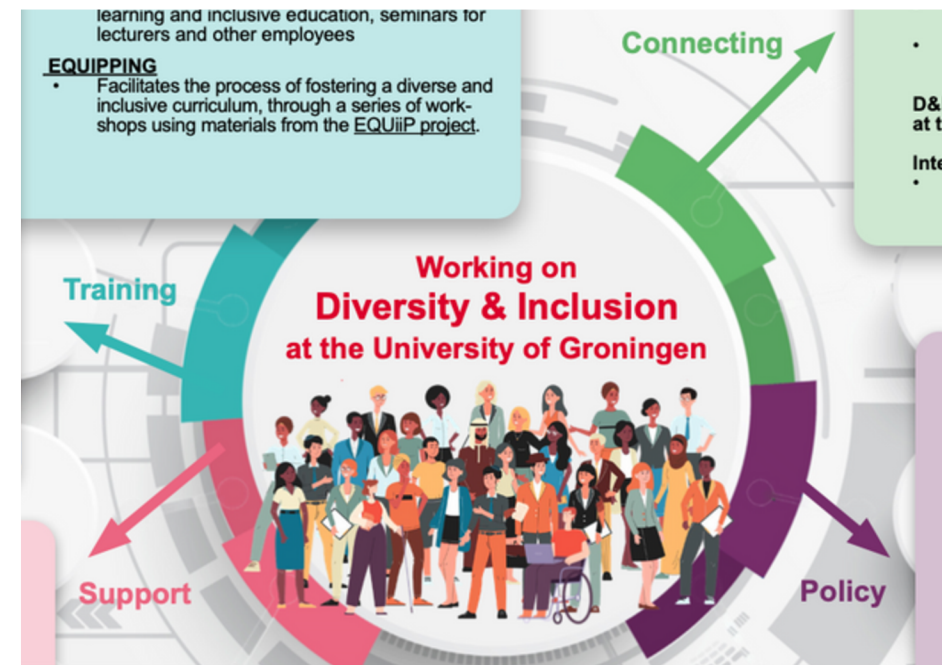 learning and inclusive education, seminars for
lecturers and other employees
EQUIPPING
• Facilitates the process of fostering a diverse and
inclusive curriculum, through a series of work-
shops using materials from the EQUiiP project.
Connecting
•
D&
at t
Inte
•
Training
Working on
Diversity & Inclusion
at the University of Groningen
Support
Policy